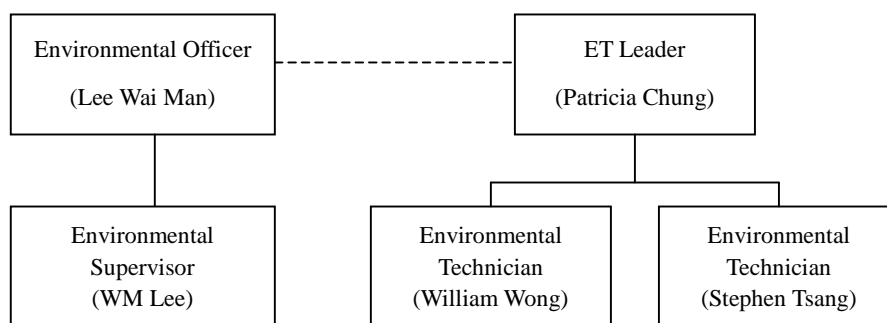 Environmental Officer
(Lee Wai Man)
ET Leader
(Patricia Chung)
Environmental
Supervisor
(WM Lee)
Environmental
Technician
(William Wong)
Environmental
Technician
(Stephen Tsang)